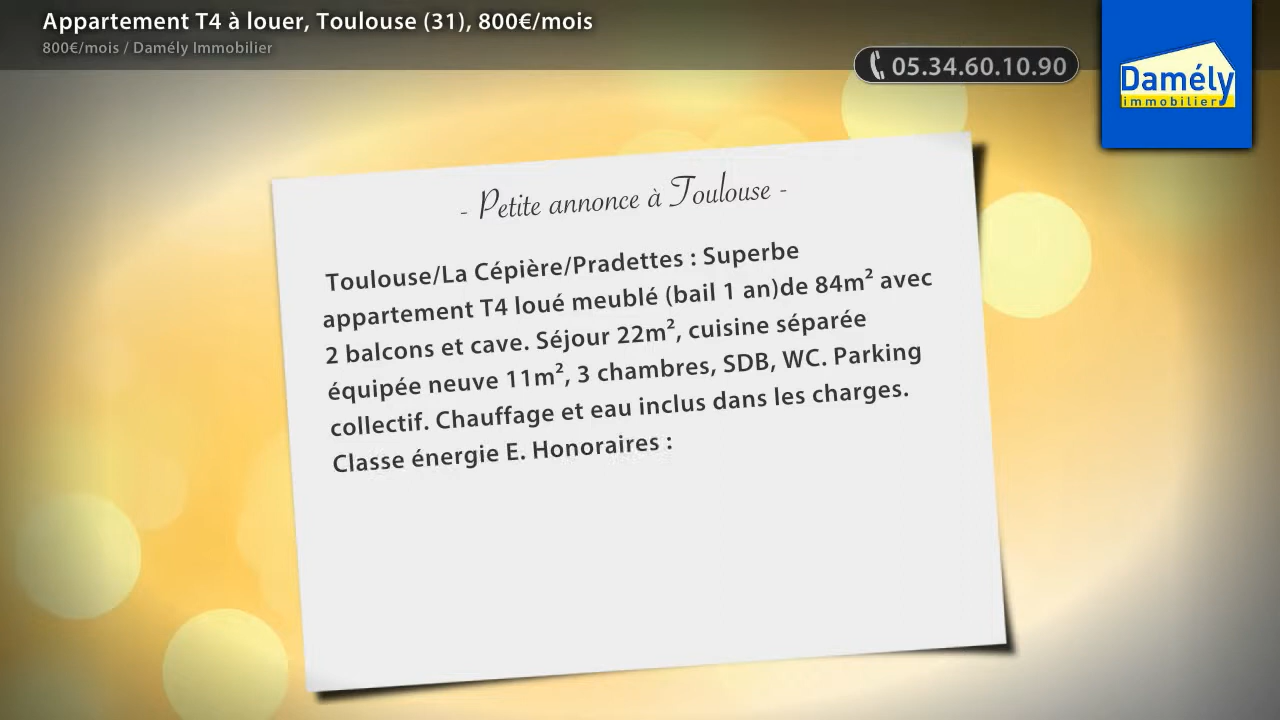 Appartement T4 à louer, Toulouse (31), 800€/mois
800€/mois / Damély Immobilier
05.34.60.10.90
Damély
immobilier
- Petite annonce à Toulouse -
Toulouse/La Cépière/Pradettes : Superbe
appartement T4 loué meublé (bail 1 an)de 84m² avec
2 balcons et cave. Séjour 22m², cuisine séparée
équipée neuve 11m², 3 chambres, SDB, WC. Parking
collectif. Chauffage et eau inclus dans les charges.
Classe énergie E. Honoraires :